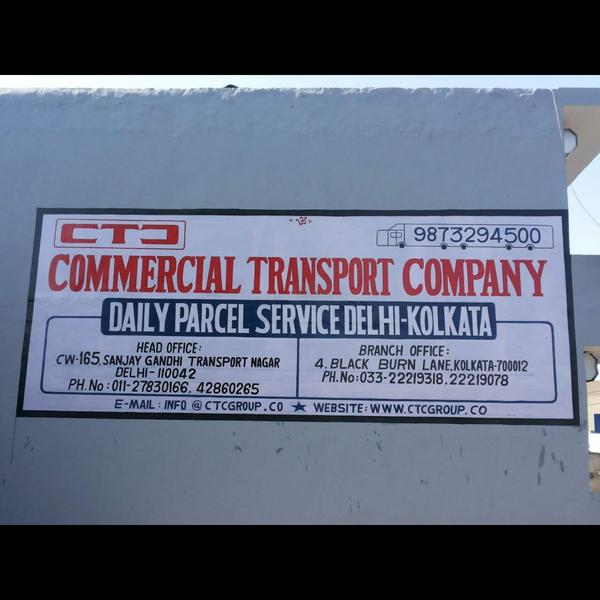 ॐ
CTC
9873294500
COMMERCIAL TRANSPORT COMPANY
DAILY PARCEL SERVICE DELHI-KOLKATA
HEAD OFFICE:
CW-165, SANJAY GANDHI TRANSPORT NAGAR
DELHI-110042
PH.No: 011-27830166, 42860265
BRANCH OFFICE:
4, BLACK BURN LANE, KOLKATA-700012
PH.No: 033-22219318, 22219078
E-MAIL: INFO @ CTCGROUP.CO ★ WEBSITE: WWW.CTCGROUP.CO